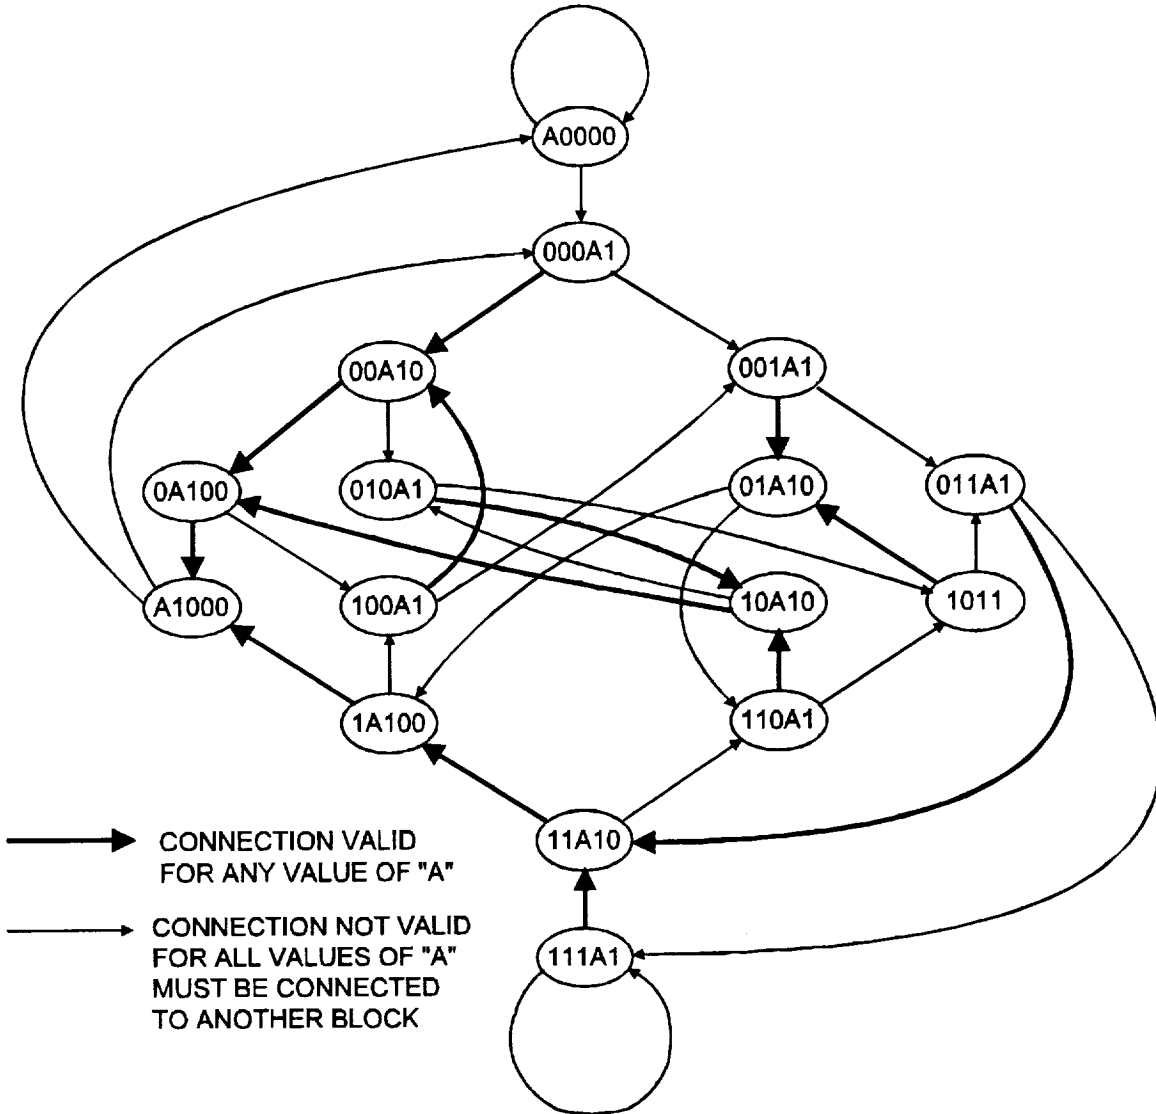 A0000
000A1
00A10
001A1
0A100
010A1
01A10
011A1
A1000
100A1
10A10
1011
1A100
110A1
11A10
111A1
CONNECTION VALID
FOR ANY VALUE OF "A"
CONNECTION NOT VALID
FOR ALL VALUES OF "A"
MUST BE CONNECTED
TO ANOTHER BLOCK